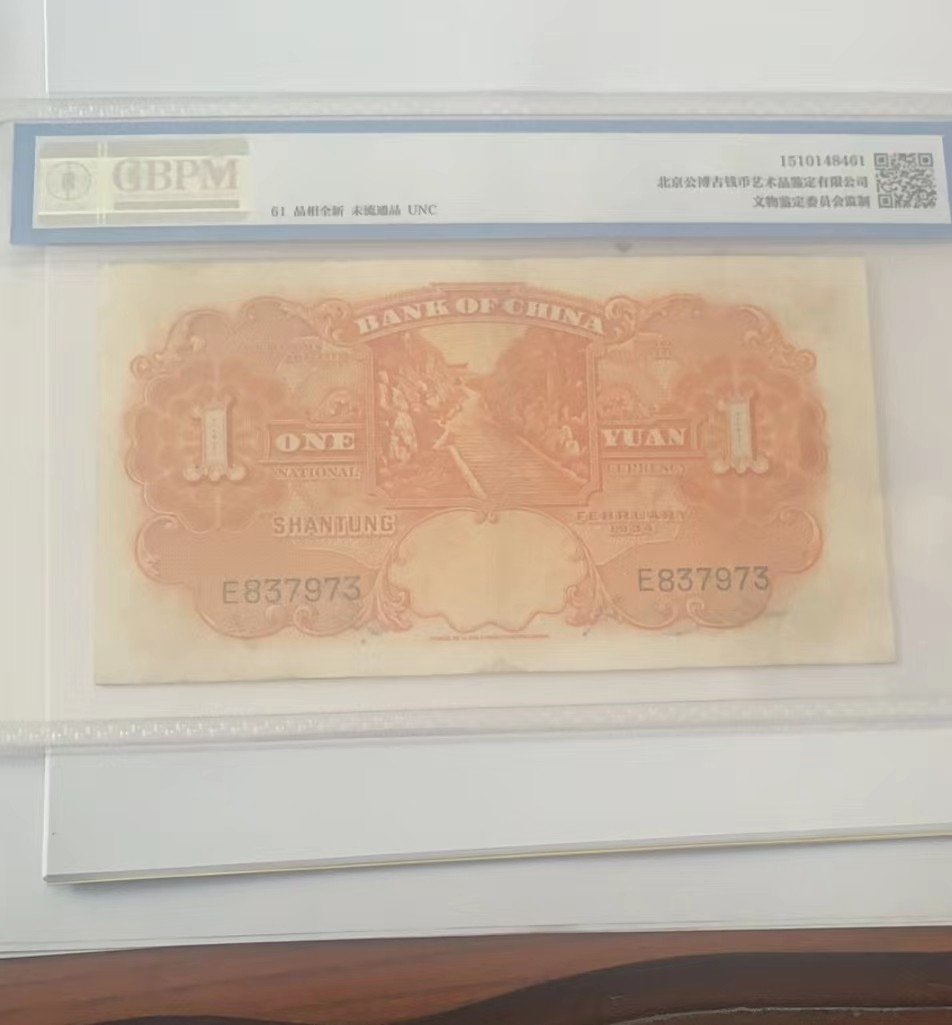 GBPM
1510148461
北京公博古钱币艺术品鉴定有限公司
61 品相全新 未流通品 UNC
文物鉴定委员会监制
BANK OF CHINA
1 ONE YUAN 1
NATIONAL
SHANTUNG
FEBRUARY
1934
E837973 E837973